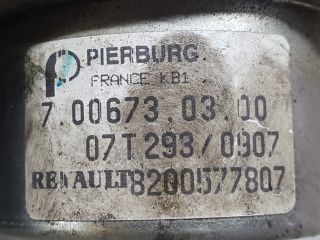 PIERBURG
FRANCE KB1
7 00673 03 00
07T293/0907
RENAULT 8200577807